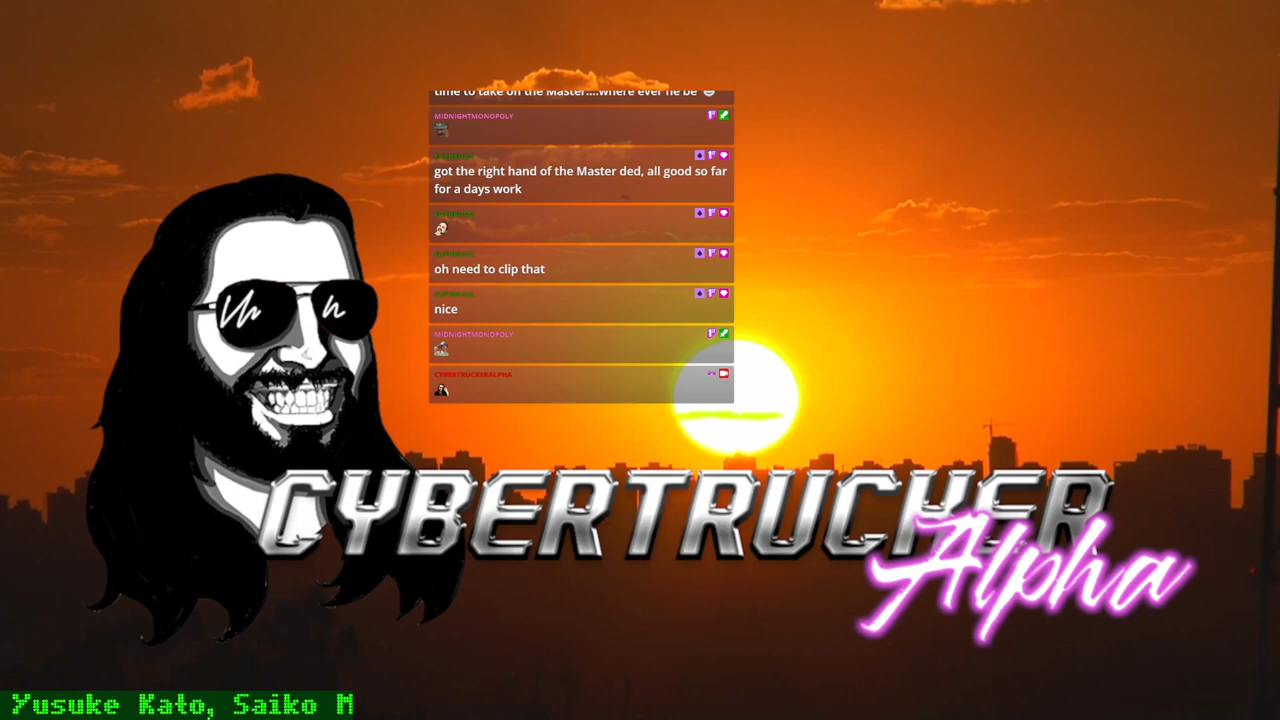 time to take on the Master....where ever he be
MIDNIGHTMONOPOLY
got the right hand of the Master ded, all good so far
for a days work
oh need to clip that
nice
MIDNIGHTMONOPOLY
CYBERTRUCKERALPHA
CYBERTRUCKER
Alpha
Yusuke Kato, Saiko M